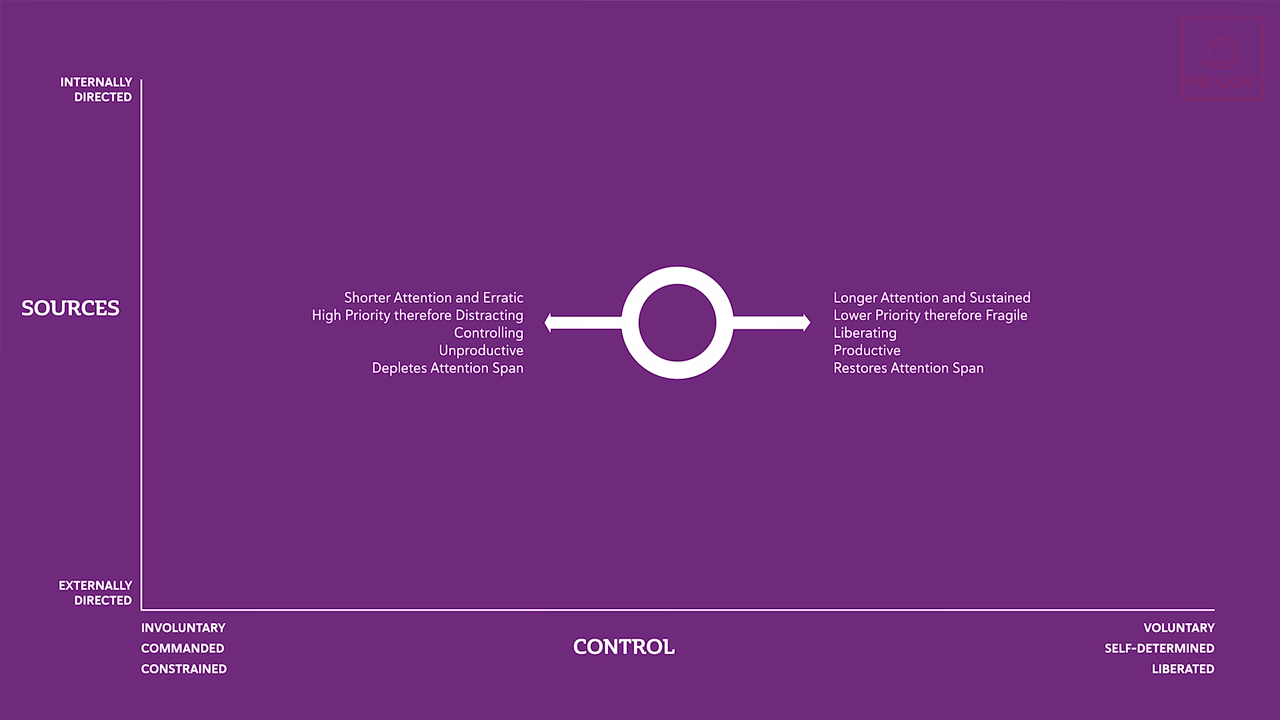 INTERNALLY
DIRECTED
SOURCES
Shorter Attention and Erratic
High Priority therefore Distracting
Controlling
Unproductive
Depletes Attention Span
Longer Attention and Sustained
Lower Priority therefore Fragile
Liberating
Productive
Restores Attention Span
EXTERNALLY
DIRECTED
INVOLUNTARY
COMMANDED
CONSTRAINED
CONTROL
VOLUNTARY
SELF-DETERMINED
LIBERATED